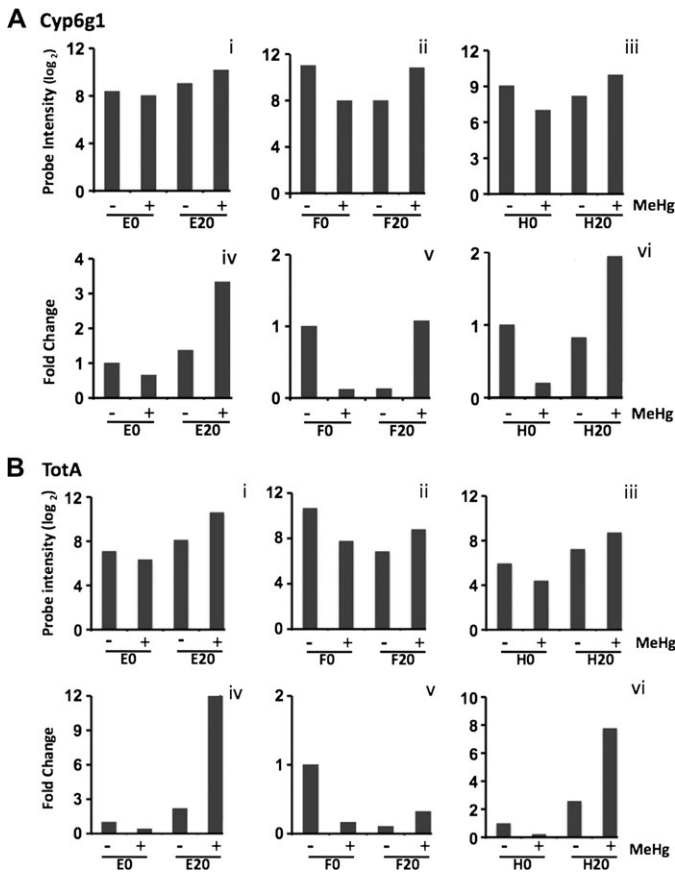 A Cyp6g1
i ii iii
Probe Intensity (log 2)
12 12 12
8 8 9
6
4 4 3
0 0 0
- + - + - + - + - + - + MeHg
E0 E20 F0 F20 H0 H20
iv v vi
Fold Change
4 2 2
3
2 1 1
1
0 0 0
- + - + - + - + - + - + MeHg
E0 E20 F0 F20 H0 H20
B TotA
i ii iii
Probe intensity (log 2)
12 12 12
8 8 8
4 4 4
0 0 0
- + - + - + - + - + - + MeHg
E0 E20 F0 F20 H0 H20
iv v vi
Fold Change
12 2 10
9 8
6 1 6
4
3 2
0 0 0
- + - + - + - + - + - + MeHg
E0 E20 F0 F20 H0 H20